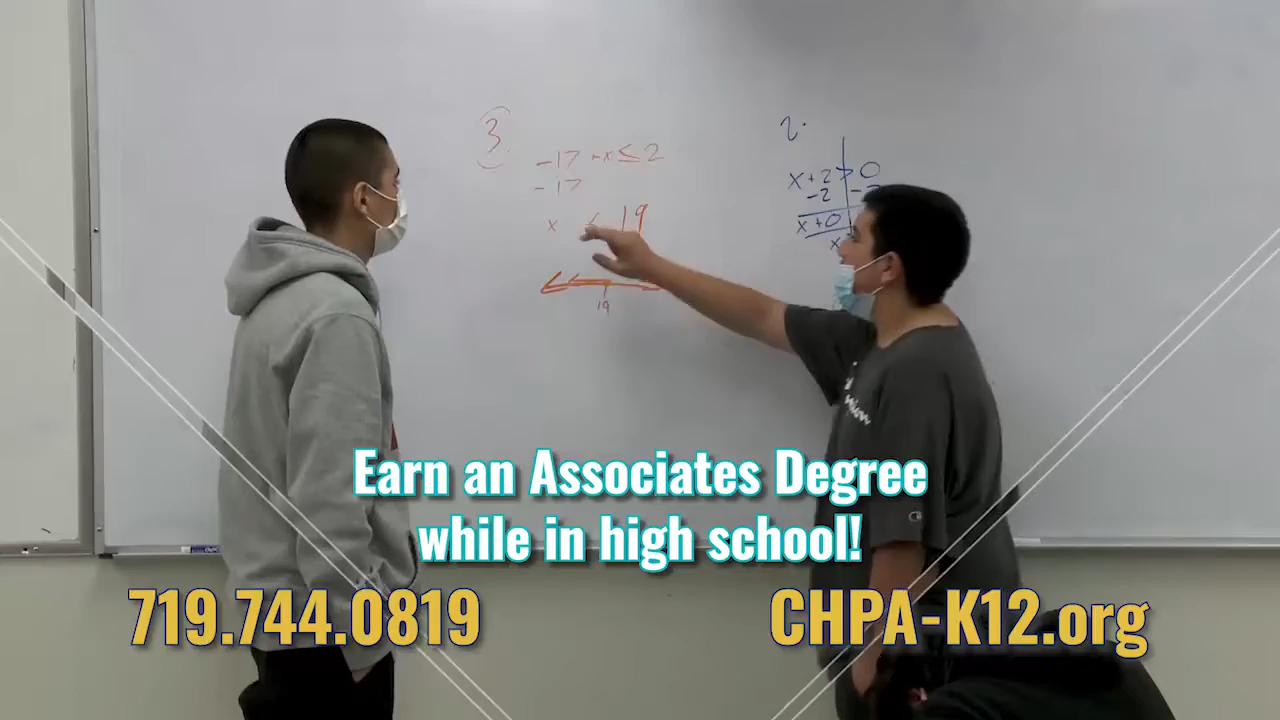 3.
-17 +x ≤ 2
-17
x ≤ 19
19
2.
x + 2 > 0
-2
x + 0
x
Earn an Associates Degree
while in high school!
719.744.0819
CHPA-K12.org